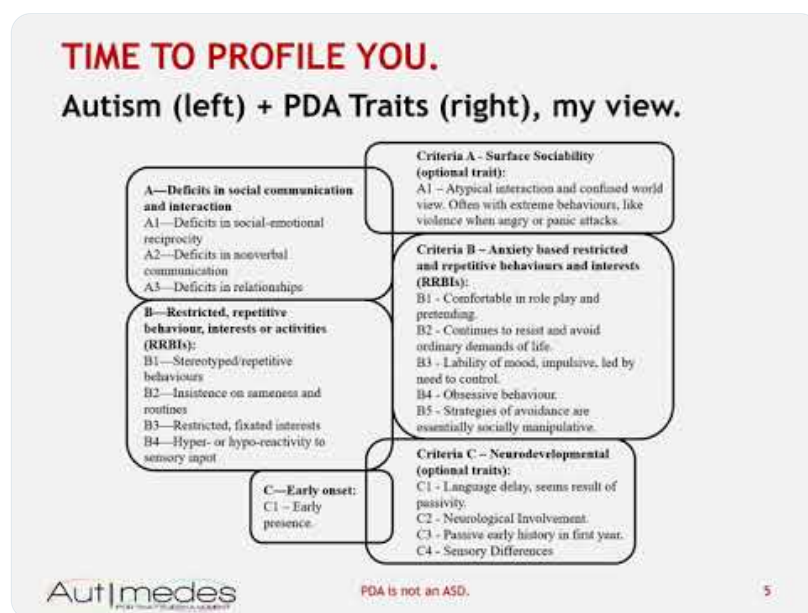 TIME TO PROFILE YOU.
Autism (left) + PDA Traits (right), my view.
A—Deficits in social communication
and interaction
A1—Deficits in social-emotional
reciprocity
A2—Deficits in nonverbal
communication
A3—Deficits in relationships
B—Restricted, repetitive
behaviour, interests or activities
(RRBIs):
B1—Stereotyped/repetitive
behaviours
B2—Insistence on sameness and
routines
B3—Restricted, fixated interests
B4—Hyper- or hypo-reactivity to
sensory input
C—Early onset:
C1 – Early
presence.
Criteria A - Surface Sociability
(optional trait):
A1 – Atypical interaction and confused world
view. Often with extreme behaviours, like
violence when angry or panic attacks.
Criteria B – Anxiety based restricted
and repetitive behaviours and interests
(RRBIs):
B1 - Comfortable in role play and
pretending.
B2 - Continues to resist and avoid
ordinary demands of life.
B3 - Lability of mood, impulsive, led by
need to control.
B4 - Obsessive behaviour.
B5 - Strategies of avoidance are
essentially socially manipulative.
Criteria C – Neurodevelopmental
(optional traits):
C1 - Language delay, seems result of
passivity.
C2 - Neurological Involvement.
C3 - Passive early history in first year.
C4 - Sensory Differences
Aut|medes
PDA is not an ASD.
5